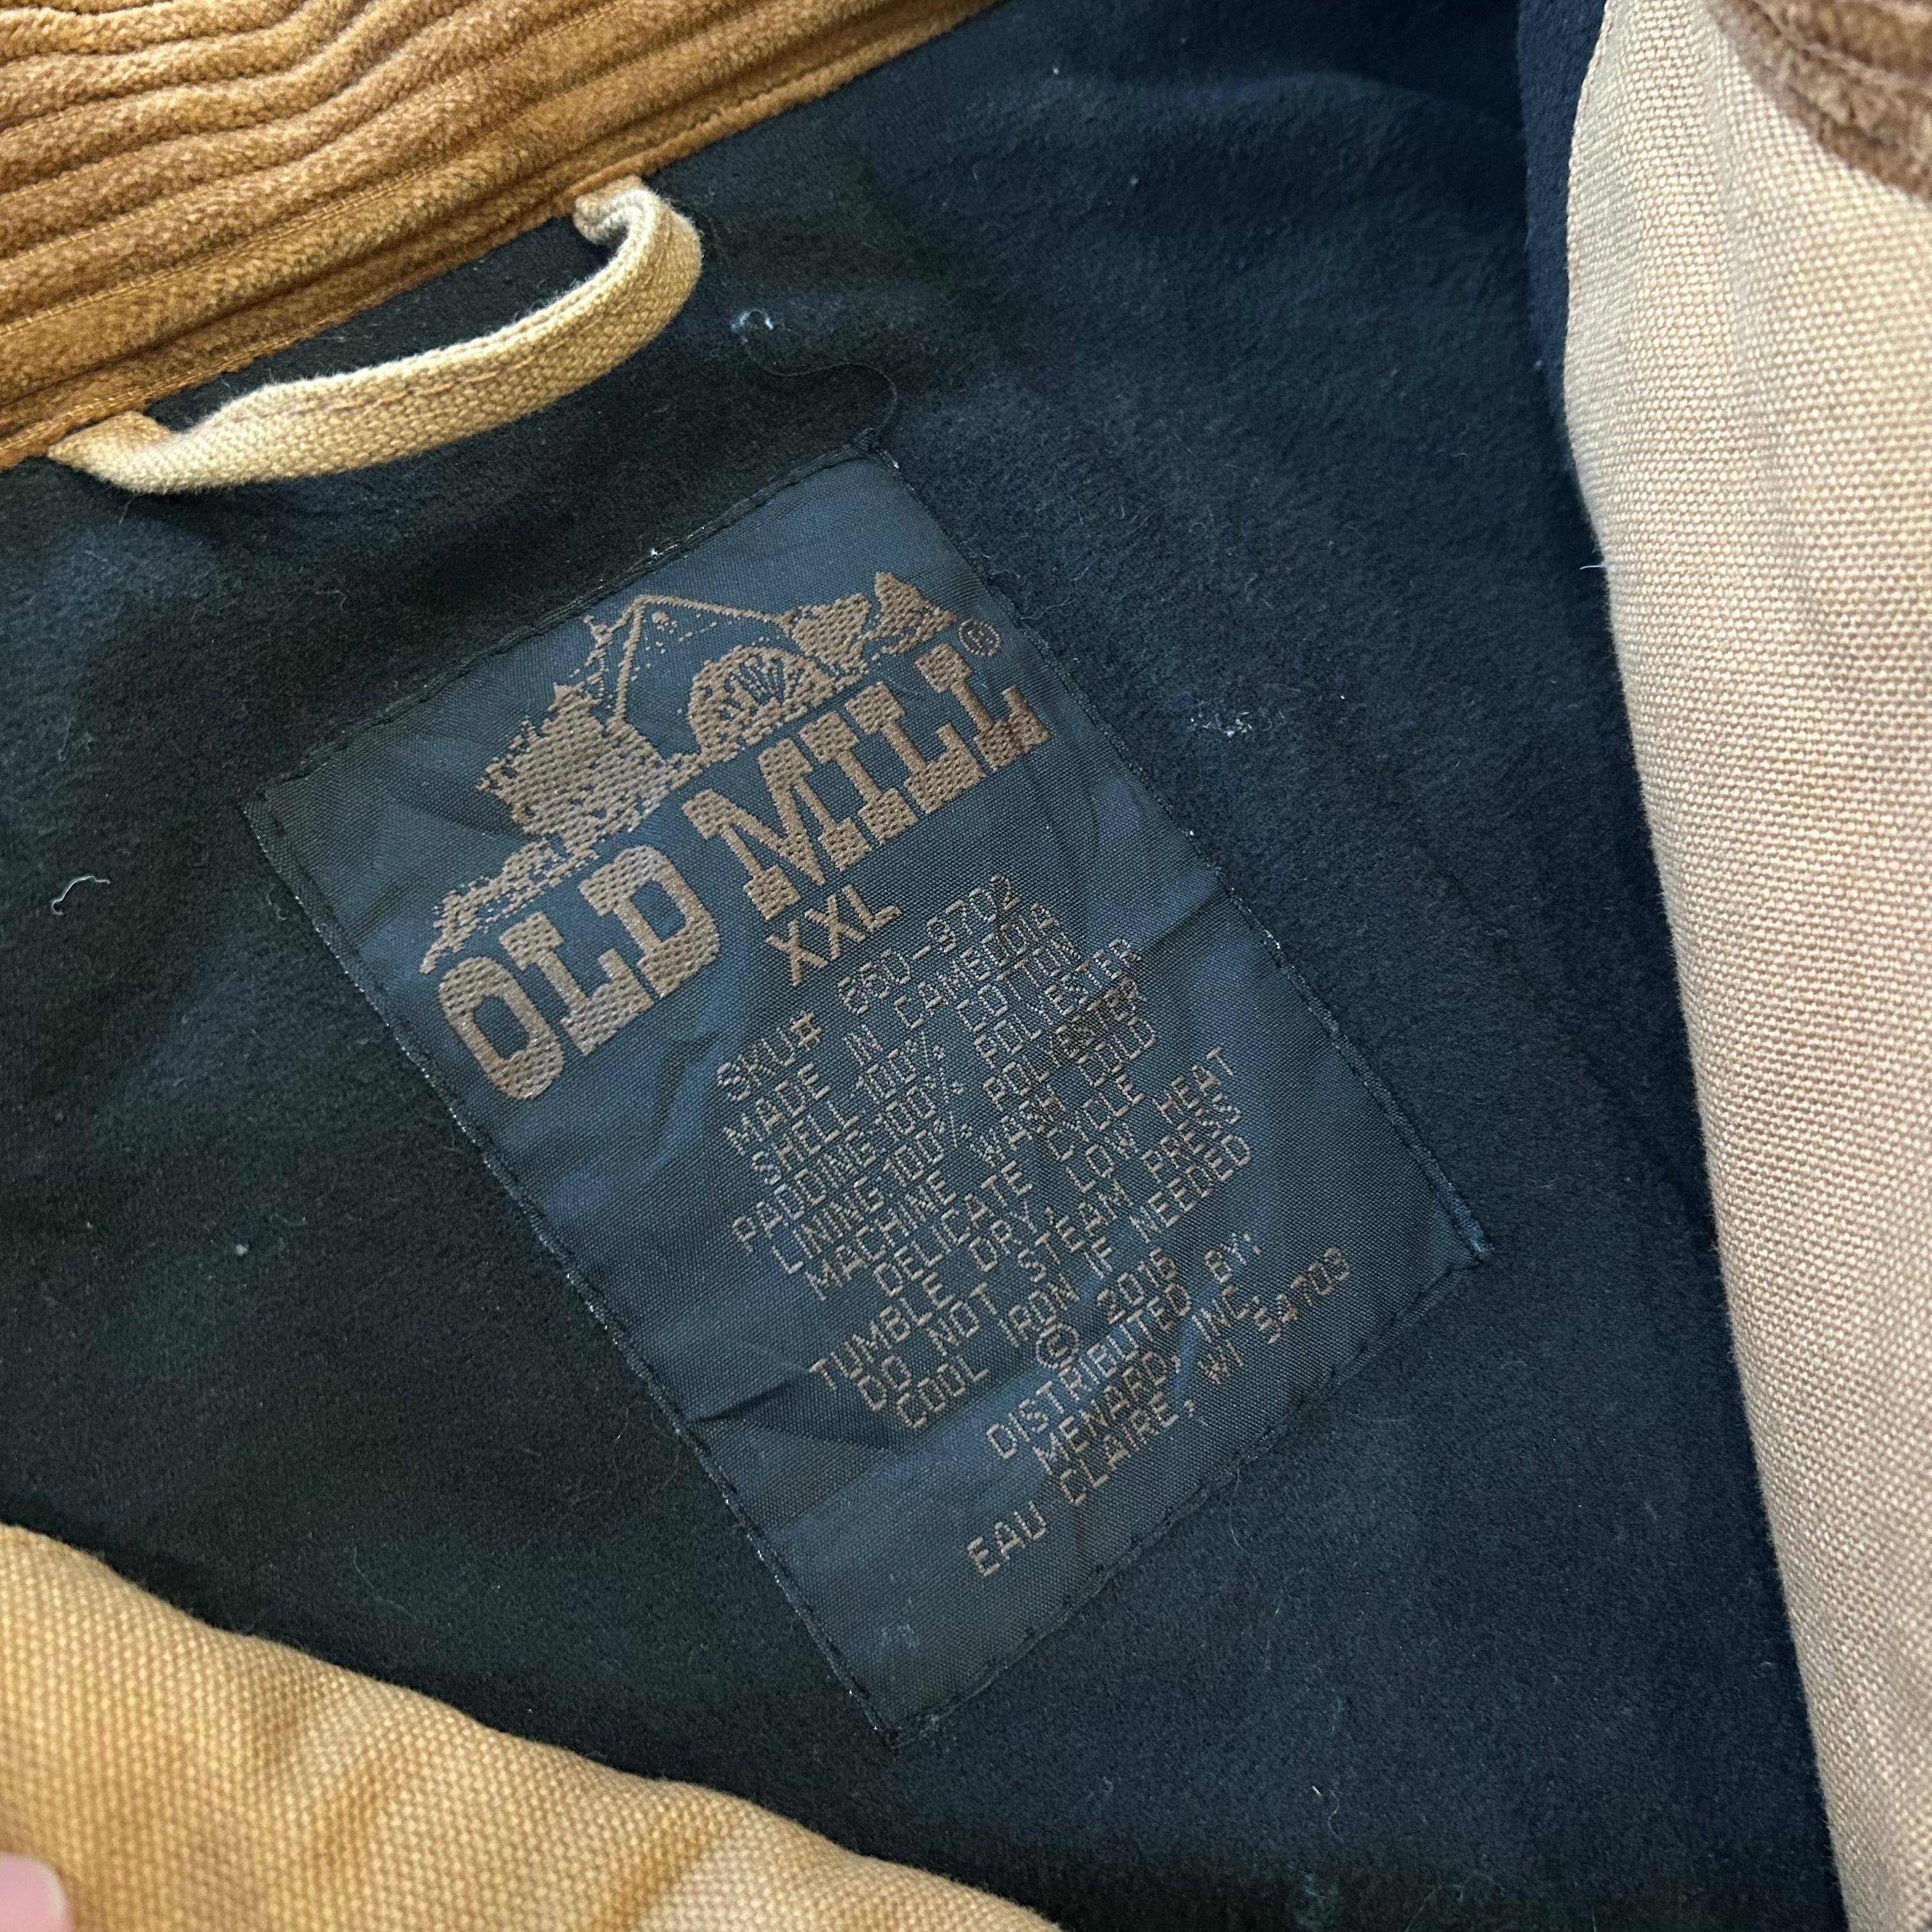 OLD MILL®
XXL
SKU# 860-9702
MADE IN CAMBODIA
SHELL 100% COTTON
PADDING:100% POLYESTER
LINING:100% POLYESTER
MACHINE WASH COLD
DELICATE CYCLE
TUMBLE DRY, LOW HEAT
DO NOT STEAM PRESS
COOL IRON IF NEEDED
© 2016
DISTRIBUTED BY:
MENARD, INC.
EAU CLAIRE, WI 54703